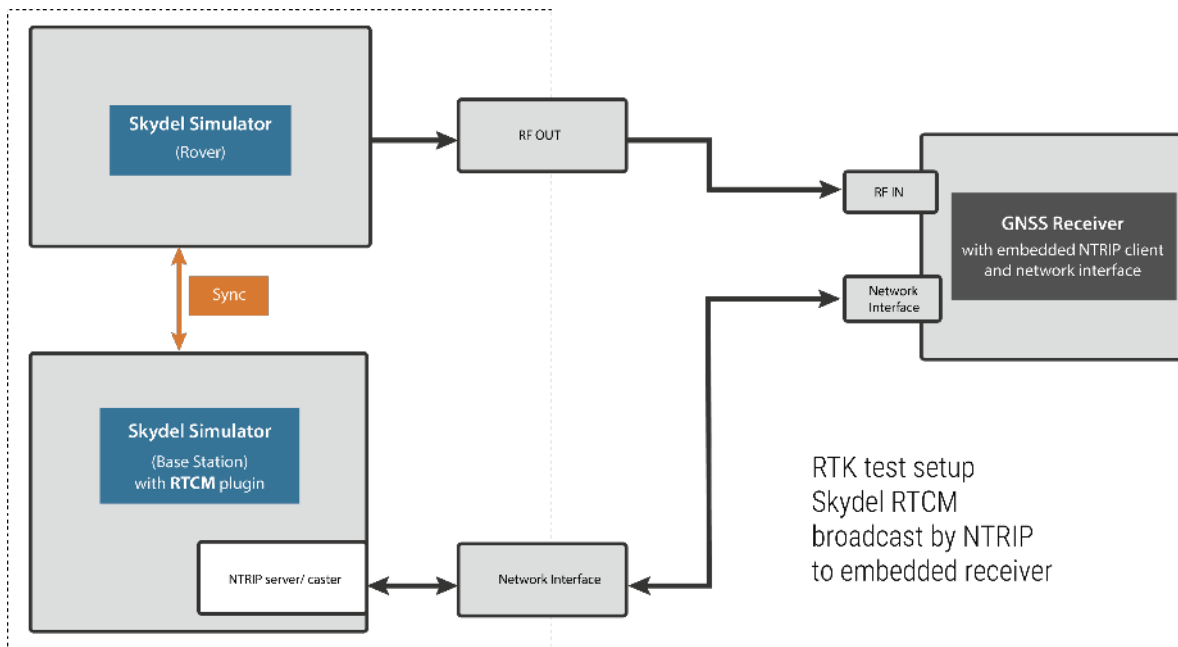 Skydel Simulator
(Rover)
RF OUT
RF IN
GNSS Receiver
with embedded NTRIP client
and network interface
Network
Interface
Sync
Skydel Simulator
(Base Station)
with RTCM plugin
NTRIP server/ caster
Network Interface
RTK test setup
Skydel RTCM
broadcast by NTRIP
to embedded receiver